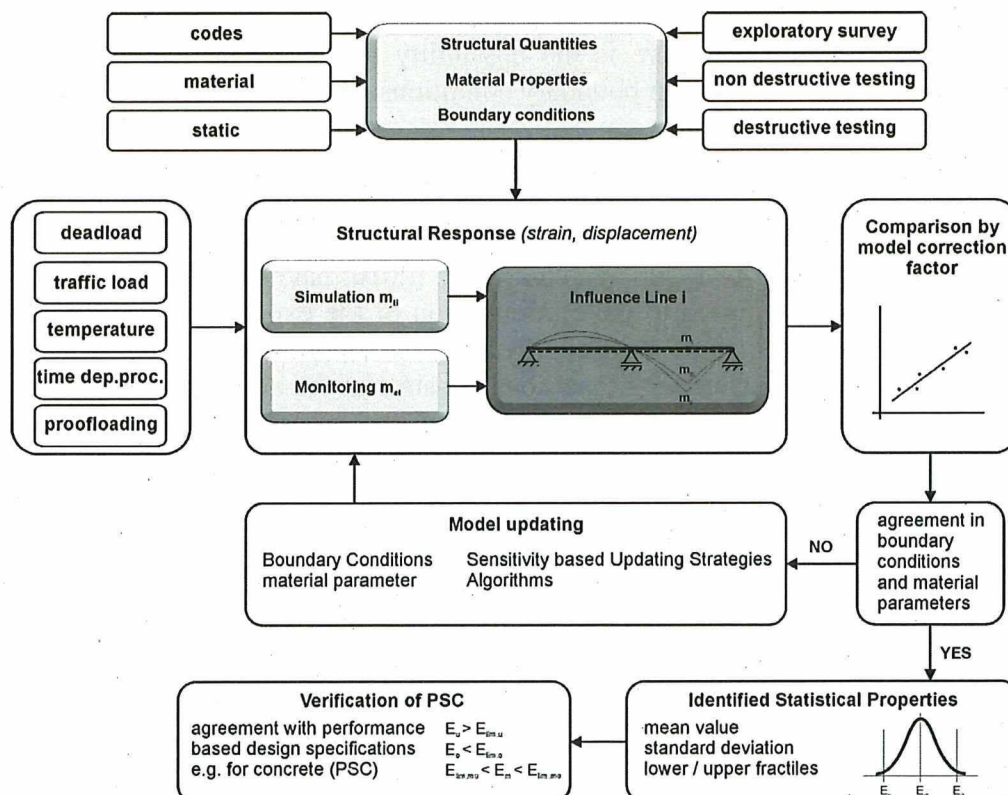 codes
material
static
Structural Quantities
Material Properties
Boundary conditions
exploratory survey
non destructive testing
destructive testing
deadload
traffic load
temperature
time dep.proc.
proofloading
Structural Response (strain, displacement)
Simulation
Monitoring
Influence Line i
Comparison by
model correction
factor
Model updating
Boundary Conditions
material parameter
Sensitivity based Updating Strategies
Algorithms
NO
agreement in
boundary
conditions
and material
parameters
YES
Verification of PSC
agreement with performance
based design specifications
e.g. for concrete (PSC)
Identified Statistical Properties
mean value
standard deviation
lower / upper fractiles